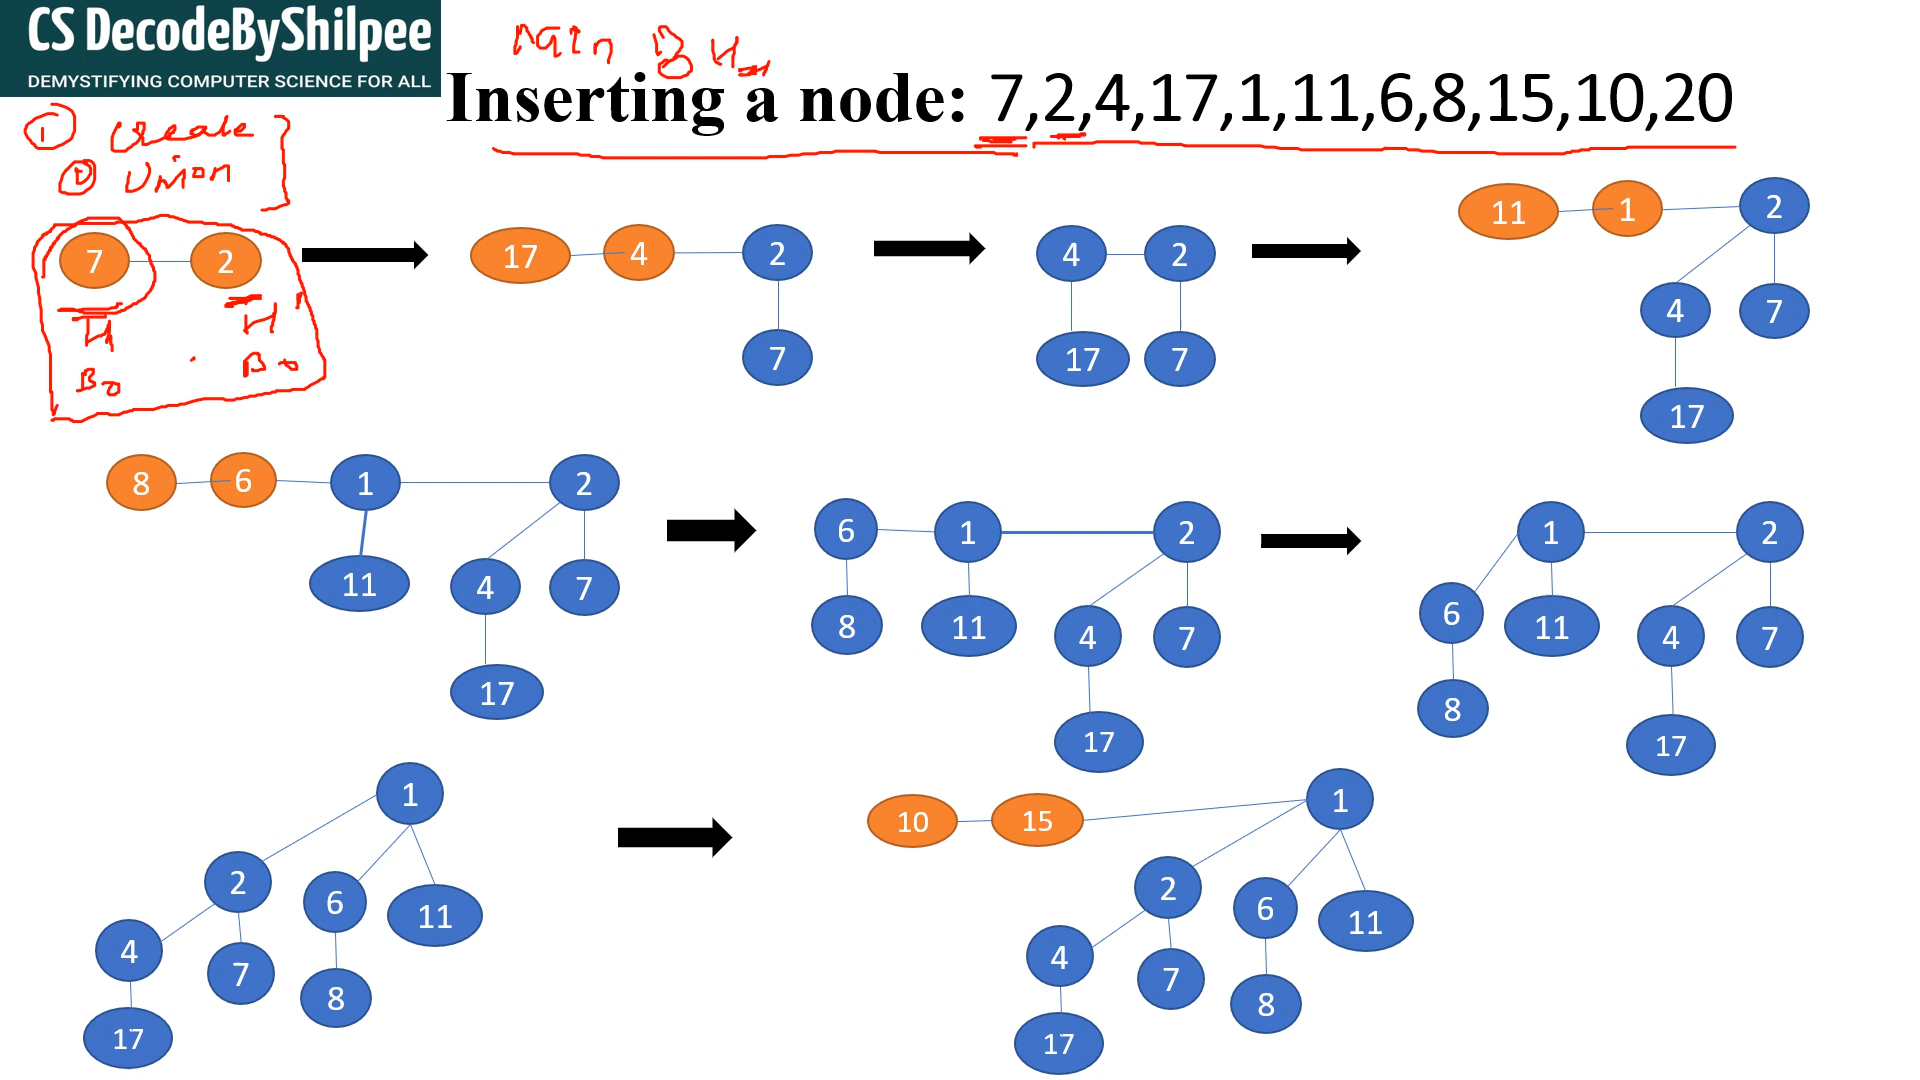 CS DecodeByShilpee
DEMYSTIFYING COMPUTER SCIENCE FOR ALL
Main B H
Inserting a node: 7,2,4,17,1,11,6,8,15,10,20
1 Create
2 Union
7 2
H H'
B0 B0
17 4 2
7
4 2
17 7
11 1 2
4 7
17
8 6 1 2
11 4 7
17
6 1 2
8 11 4 7
17
1 2
6 11 4 7
8 17
1
2 6 11
4 7 8
17
10 15 1
2 6 11
4 7 8
17